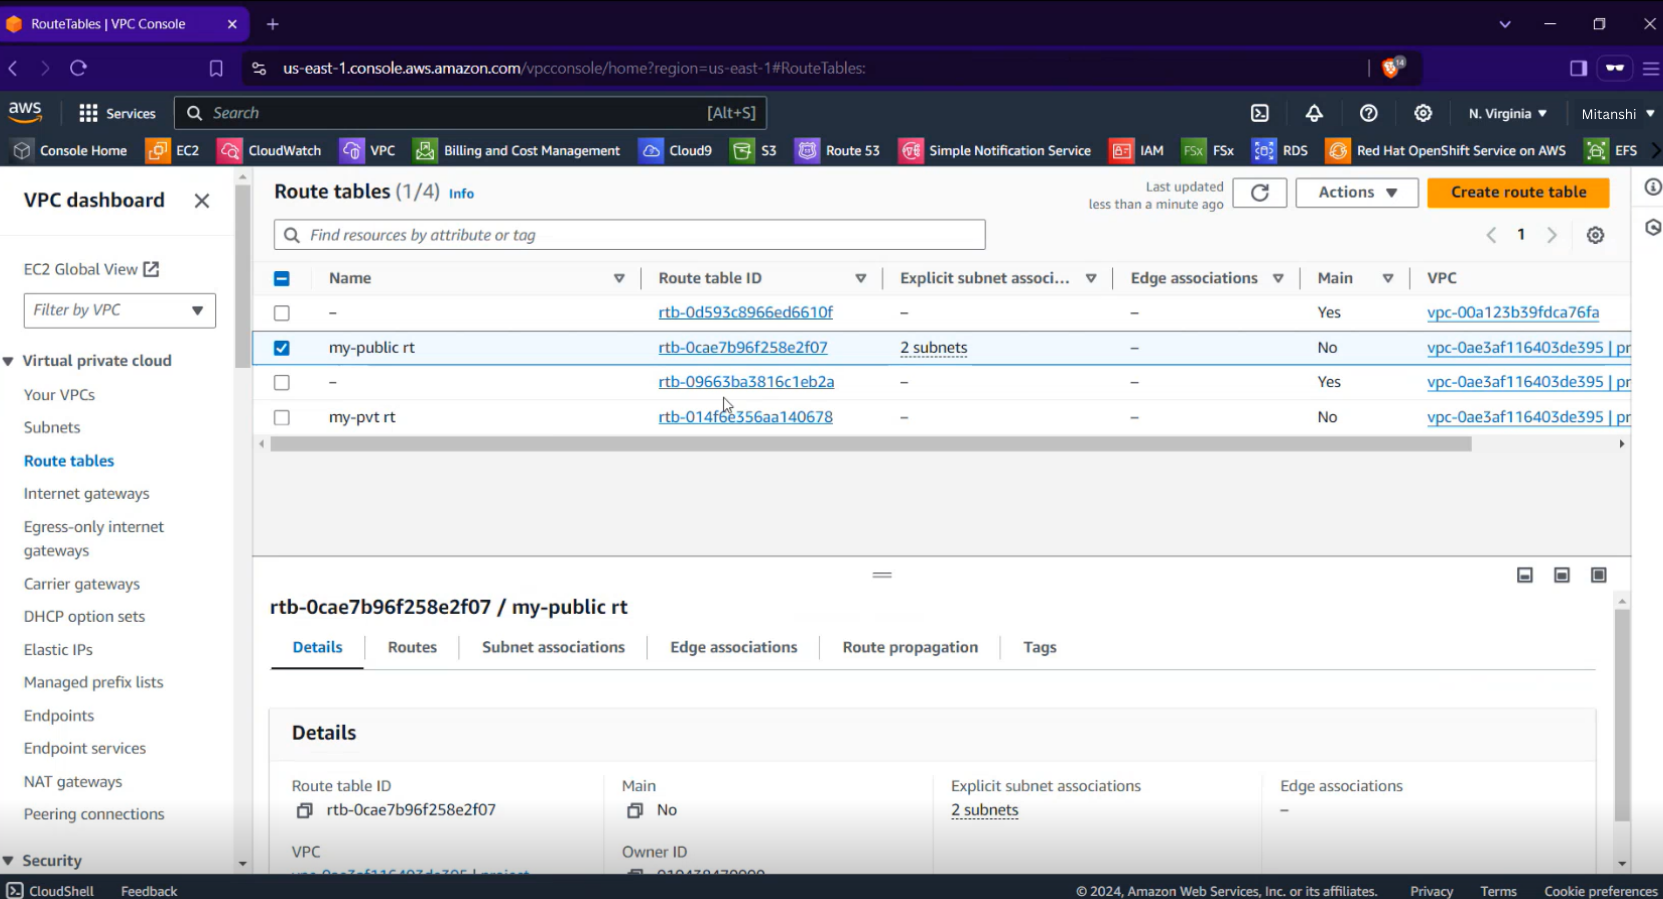 RouteTables | VPC Console
us-east-1.console.aws.amazon.com/vpcconsole/home?region=us-east-1#RouteTables:
14
aws Services Search [Alt+S] N. Virginia Mitanshi
Console Home EC2 CloudWatch VPC Billing and Cost Management Cloud9 S3 Route 53 Simple Notification Service IAM FSx FSx RDS Red Hat OpenShift Service on AWS EFS
VPC dashboard
EC2 Global View
Filter by VPC
Virtual private cloud
Your VPCs
Subnets
Route tables
Internet gateways
Egress-only internet
gateways
Carrier gateways
DHCP option sets
Elastic IPs
Managed prefix lists
Endpoints
Endpoint services
NAT gateways
Peering connections
Security
Route tables (1/4) Info
Last updated
less than a minute ago
Actions
Create route table
Find resources by attribute or tag
1
Name Route table ID Explicit subnet associ... Edge associations Main VPC
– rtb-0d593c8966ed6610f – – Yes vpc-00a123b39fdca76fa
my-public rt rtb-0cae7b96f258e2f07 2 subnets – No vpc-0ae3af116403de395 | pr
– rtb-09663ba3816c1eb2a – – Yes vpc-0ae3af116403de395 | pr
my-pvt rt rtb-014f6e356aa140678 – – No vpc-0ae3af116403de395 | pr
rtb-0cae7b96f258e2f07 / my-public rt
Details Routes Subnet associations Edge associations Route propagation Tags
Details
Route table ID Main Explicit subnet associations Edge associations
rtb-0cae7b96f258e2f07 No 2 subnets –
VPC Owner ID
vpc-0ae3af116403de395 | project
CloudShell Feedback © 2024, Amazon Web Services, Inc. or its affiliates. Privacy Terms Cookie preferences